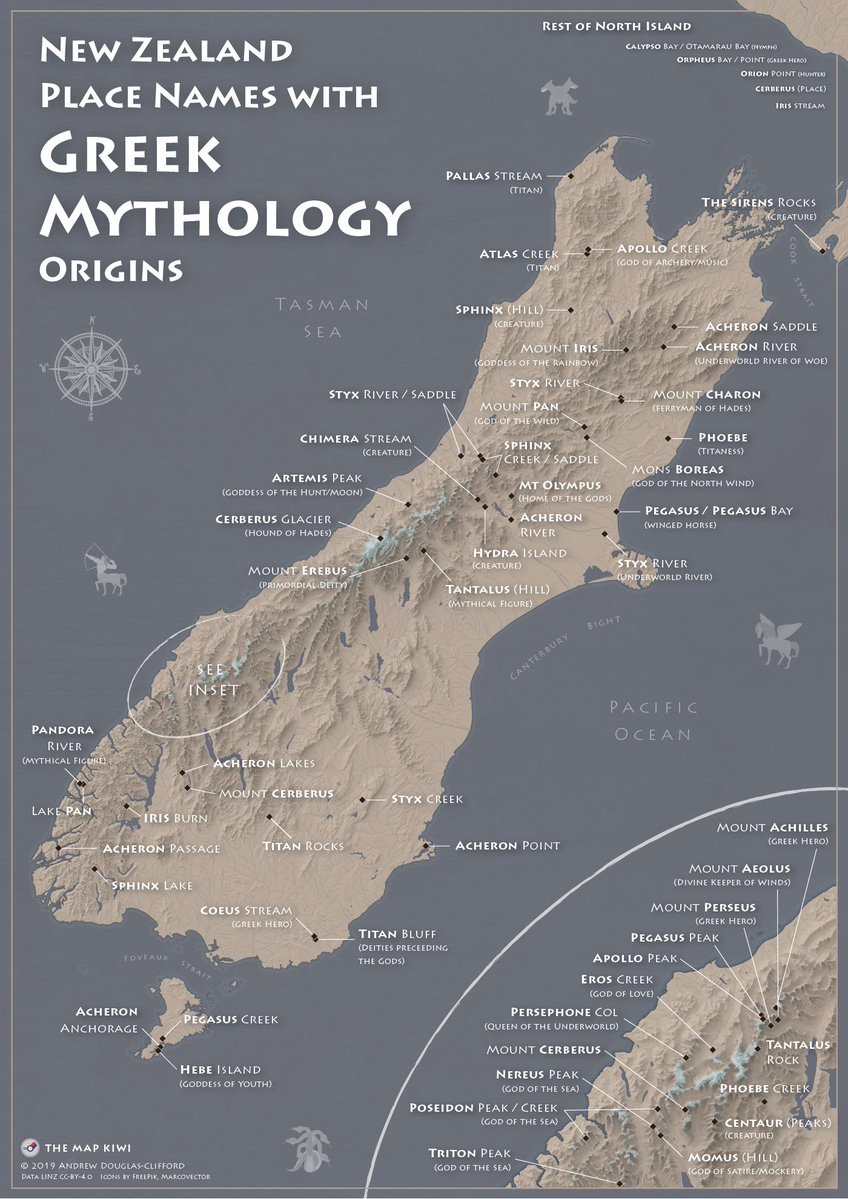 New Zealand
Place Names with
Greek
Mythology
Origins
Rest of North Island
Calypso Bay / Otamarau Bay (Nymph)
Orpheus Bay / Point (Greek Hero)
Orion Point (Hunter)
Cerberus (Place)
Iris Stream
Pallas Stream
(Titan)
The Sirens Rocks
(Creature)
Cook Strait
Atlas Creek
(Titan)
Apollo Creek
(God of Archery/Music)
Tasman
Sea
Sphinx (Hill)
(Creature)
Acheron Saddle
Mount Iris
(Goddess of the Rainbow)
Acheron River
(Underworld River of Woe)
N
E
S
W
Styx River
Styx River / Saddle
Mount Charon
(Ferryman of Hades)
Mount Pan
(God of the Wild)
Chimera Stream
(Creature)
Phoebe
(Titaness)
Sphinx
Creek / Saddle
Mons Boreas
(God of the North Wind)
Artemis Peak
(Goddess of the Hunt/Moon)
Mt Olympus
(Home of the Gods)
Pegasus / Pegasus Bay
(Winged Horse)
Cerberus Glacier
(Hound of Hades)
Acheron
River
Hydra Island
(Creature)
Styx River
(Underworld River)
Mount Erebus
(Primordial Deity)
Tantalus (Hill)
(Mythical Figure)
Canterbury Bight
See
Inset
Pacific
Ocean
Pandora
River
(Mythical Figure)
Acheron Lakes
Mount Cerberus
Styx Creek
Lake Pan
Iris Burn
Titan Rocks
Acheron Passage
Acheron Point
Sphinx Lake
Coeus Stream
(Greek Hero)
Titan Bluff
(Deities preceeding
the Gods)
Foveaux Strait
Acheron
Anchorage
Pegasus Creek
Hebe Island
(Goddess of Youth)
Mount Achilles
(Greek Hero)
Mount Aeolus
(Divine Keeper of Winds)
Mount Perseus
(Greek Hero)
Pegasus Peak
Apollo Peak
Eros Creek
(God of Love)
Persephone Col
(Queen of the Underworld)
Mount Cerberus
Tantalus
Rock
Nereus Peak
(God of the Sea)
Phoebe Creek
Poseidon Peak / Creek
(God of the Sea)
Centaur (Peaks)
(Creature)
Momus (Hill)
(God of Satire/Mockery)
Triton Peak
(God of the Sea)
The Map Kiwi
© 2019 Andrew Douglas-Clifford
Data LINZ CC-BY-4.0 Icons by Freepik, Marcovector